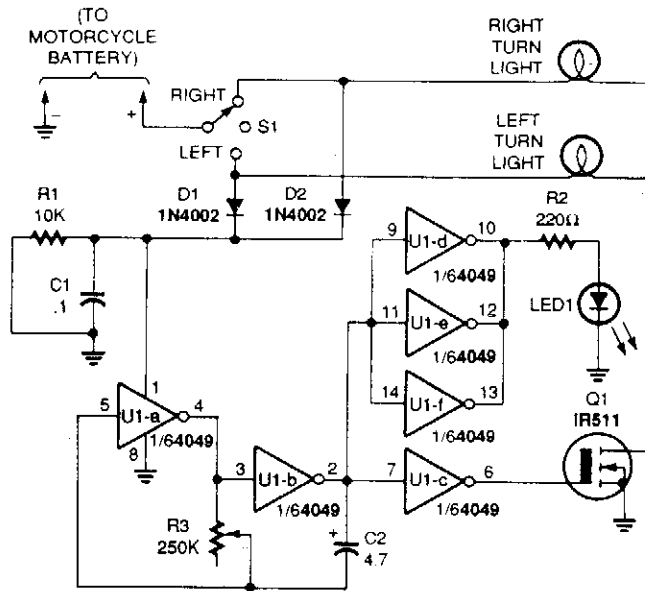 (TO
MOTORCYCLE
BATTERY)
RIGHT
TURN
LIGHT
RIGHT
−
+
S1
LEFT
LEFT
TURN
LIGHT
R1
10K
D1
1N4002
D2
1N4002
R2
220Ω
9
U1-d
10
1/64049
C1
.1
LED1
11
U1-e
12
1/64049
14
U1-f
13
1/64049
1
5
U1-a
4
1/64049
8
Q1
IR511
3
U1-b
2
1/64049
7
U1-c
6
1/64049
R3
250K
+
C2
4.7